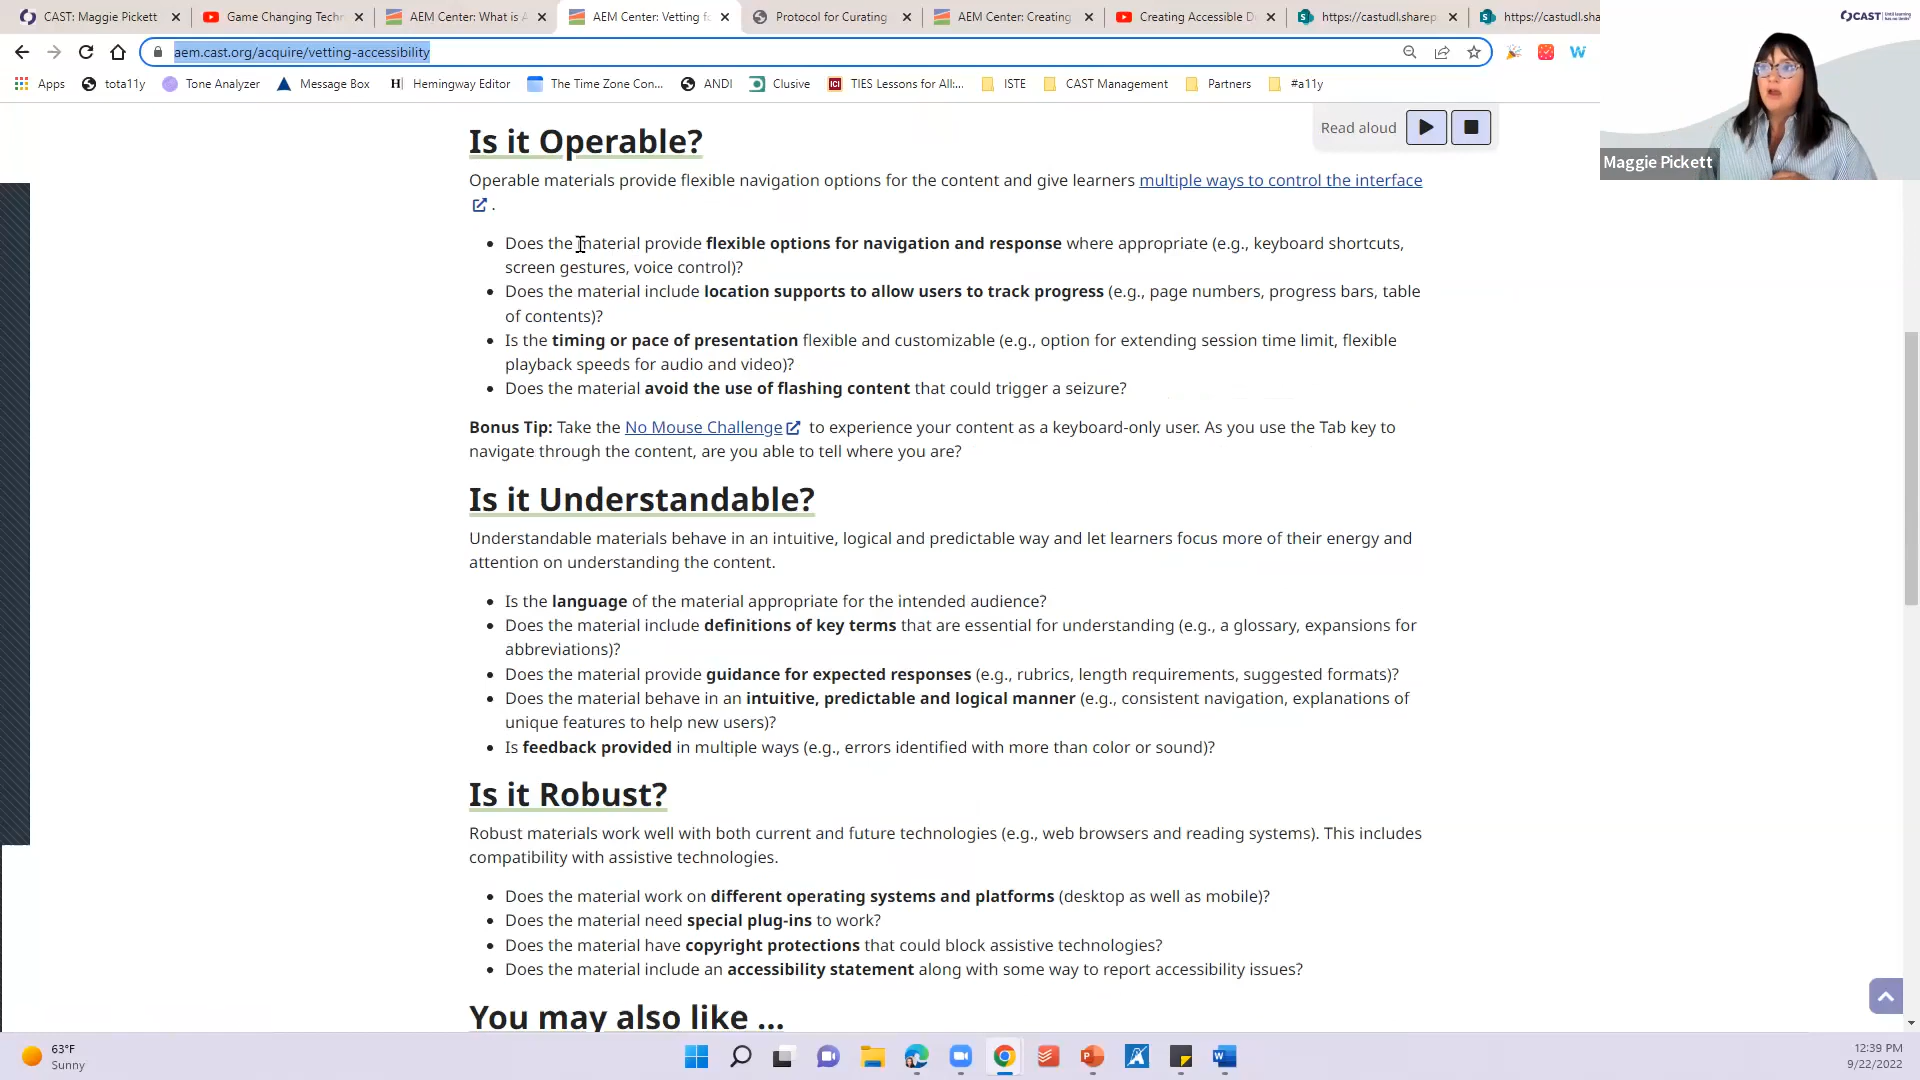 CAST: Maggie Pickett
Game Changing Techn
AEM Center: What is A
AEM Center: Vetting fo
Protocol for Curating
AEM Center: Creating
Creating Accessible D
https://castudl.sharep
https://castudl.sha
CAST
aem.cast.org/acquire/vetting-accessibility
Apps tota11y Tone Analyzer Message Box Hemingway Editor The Time Zone Con... ANDI Clusive TIES Lessons for All:... ISTE CAST Management Partners #a11y
Maggie Pickett
Read aloud
Is it Operable?
Operable materials provide flexible navigation options for the content and give learners multiple ways to control the interface
.
• Does the material provide flexible options for navigation and response where appropriate (e.g., keyboard shortcuts,
screen gestures, voice control)?
• Does the material include location supports to allow users to track progress (e.g., page numbers, progress bars, table
of contents)?
• Is the timing or pace of presentation flexible and customizable (e.g., option for extending session time limit, flexible
playback speeds for audio and video)?
• Does the material avoid the use of flashing content that could trigger a seizure?
Bonus Tip: Take the No Mouse Challenge to experience your content as a keyboard-only user. As you use the Tab key to
navigate through the content, are you able to tell where you are?
Is it Understandable?
Understandable materials behave in an intuitive, logical and predictable way and let learners focus more of their energy and
attention on understanding the content.
• Is the language of the material appropriate for the intended audience?
• Does the material include definitions of key terms that are essential for understanding (e.g., a glossary, expansions for
abbreviations)?
• Does the material provide guidance for expected responses (e.g., rubrics, length requirements, suggested formats)?
• Does the material behave in an intuitive, predictable and logical manner (e.g., consistent navigation, explanations of
unique features to help new users)?
• Is feedback provided in multiple ways (e.g., errors identified with more than color or sound)?
Is it Robust?
Robust materials work well with both current and future technologies (e.g., web browsers and reading systems). This includes
compatibility with assistive technologies.
• Does the material work on different operating systems and platforms (desktop as well as mobile)?
• Does the material need special plug-ins to work?
• Does the material have copyright protections that could block assistive technologies?
• Does the material include an accessibility statement along with some way to report accessibility issues?
You may also like ...
63°F
Sunny
12:39 PM
9/22/2022